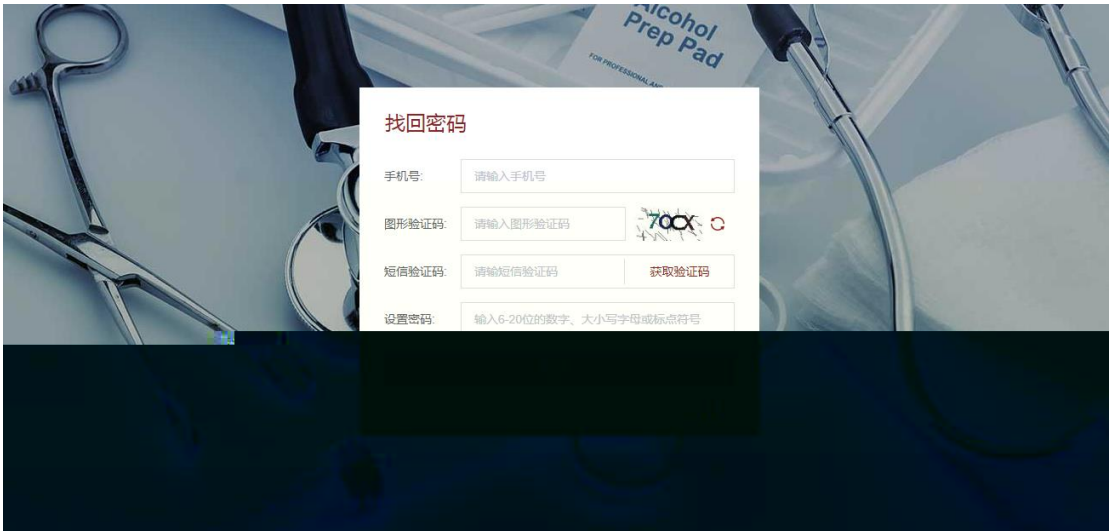 Alcohol
Prep Pad
找回密码
手机号:
请输入手机号
图形验证码:
请输入图形验证码
短信验证码:
请输短信验证码
获取验证码
设置密码:
输入6-20位的数字、大小写字母或标点符号